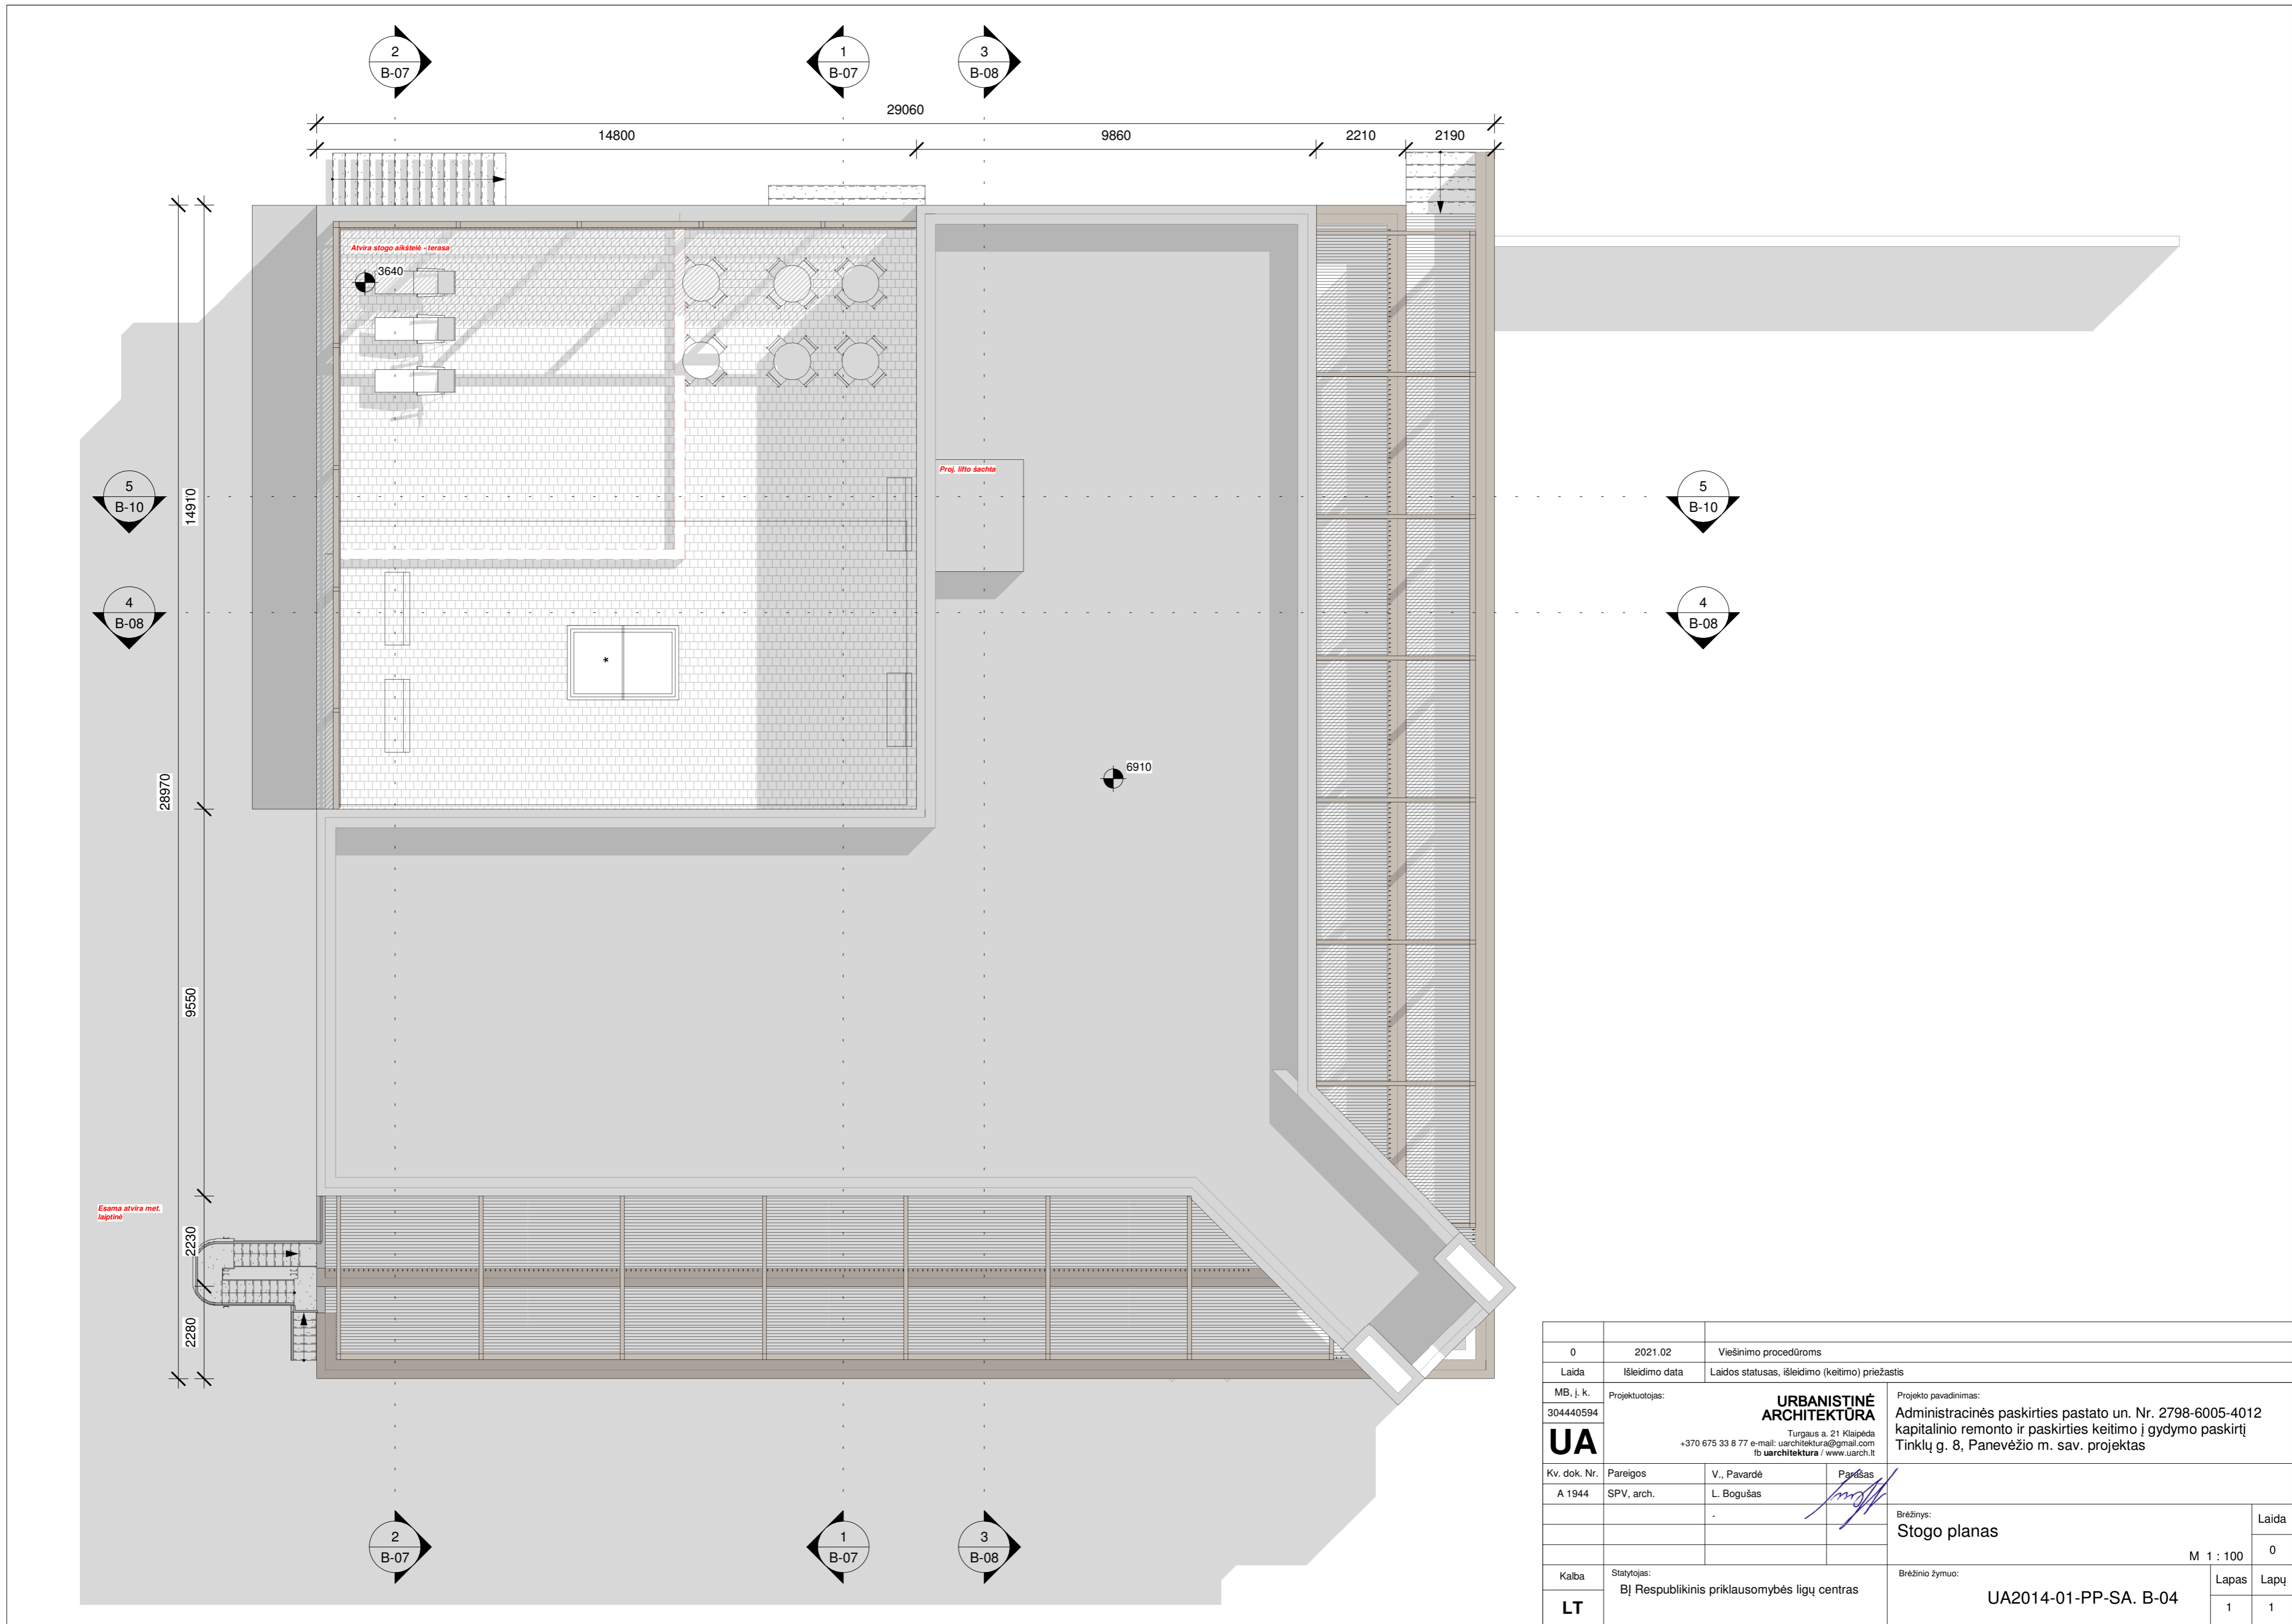 2
B-07
1
B-07
3
B-08
29060
14800
9860
2210
2190
Atvira stogo aikštelė - terasa
3640
Proj. lifto šachta
5
B-10
5
B-10
14910
4
B-08
4
B-08
*
6910
28970
9550
Esama atvira met.
laiptinė
2230
2280
2
B-07
1
B-07
3
B-08
0
2021.02
Viešinimo procedūroms
Laida
Išleidimo data
Laidos statusas, išleidimo (keitimo) priežastis
MB, į. k.
304440594
UA
Projektuotojas:
URBANISTINĖ
ARCHITEKTŪRA
Turgaus a. 21 Klaipėda
+370 675 33 8 77 e-mail: uarchitektura@gmail.com
fb uarchitektura / www.uarch.lt
Projekto pavadinimas:
Administracinės paskirties pastato un. Nr. 2798-6005-4012
kapitalinio remonto ir paskirties keitimo į gydymo paskirtį
Tinklų g. 8, Panevėžio m. sav. projektas
Kv. dok. Nr.
Pareigos
V., Pavardė
Parašas
A 1944
SPV, arch.
L. Bogušas
-
Brėžinys:
Stogo planas
M 1 : 100
Laida
0
Kalba
LT
Statytojas:
BĮ Respublikinis priklausomybės ligų centras
Brėžinio žymuo:
UA2014-01-PP-SA. B-04
Lapas
Lapų
1
1